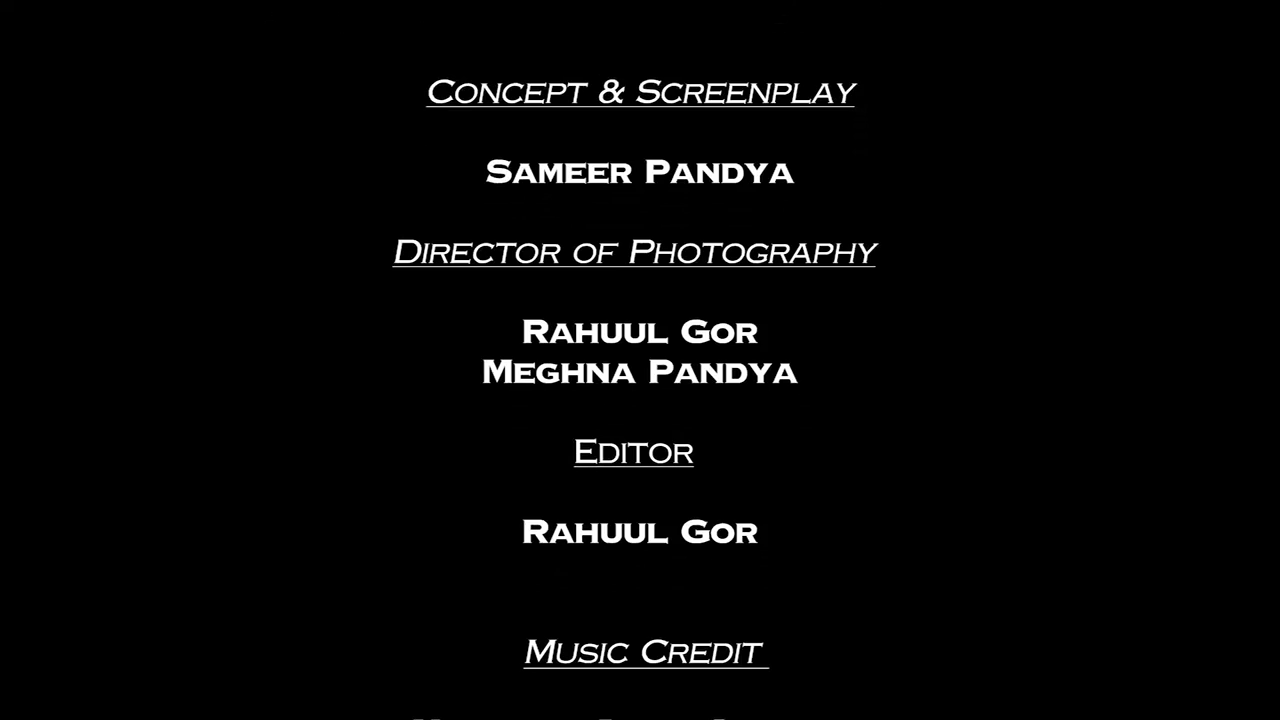 Concept & Screenplay
Sameer Pandya
Director of Photography
Rahuul Gor
Meghna Pandya
Editor
Rahuul Gor
Music Credit